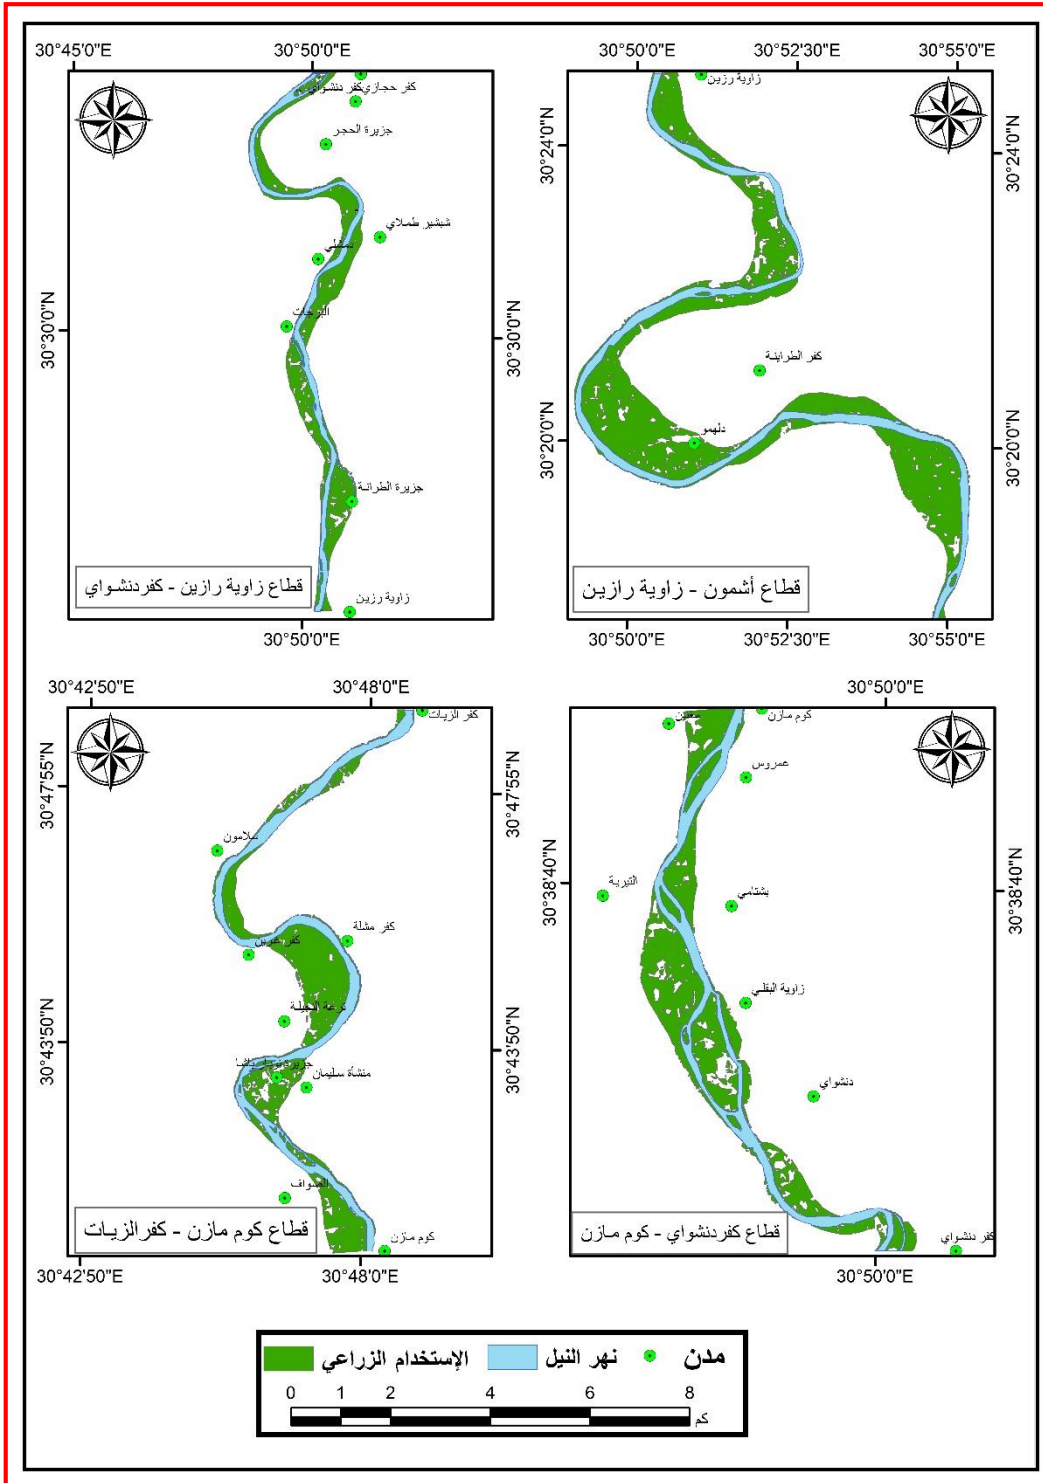 30°45'0"E 30°50'0"E
كفر حجازي
كفر دنشواي
جزيرة الحجر
شبشير طملاي
دمشلي
البرجات
جزيرة الطرانة
زاوية رزين
30°30'0"N
30°30'0"N
قطاع زاوية رازين - كفردنشواي
30°50'0"E
30°50'0"E 30°52'30"E 30°55'0"E
زاوية رزين
30°24'0"N
30°24'0"N
كفر الطراينة
دلهمو
30°20'0"N
30°20'0"N
قطاع أشمون - زاوية رازين
30°50'0"E 30°52'30"E 30°55'0"E
30°42'50"E 30°48'0"E
كفر الزيات
30°47'55"N
30°47'55"N
سلامون
كفر مشلة
ترعة النجيلة
منشأة سليمان
30°43'50"N
30°43'50"N
الصواف
كوم مازن
قطاع كوم مازن - كفرالزيات
30°42'50"E 30°48'0"E
30°50'0"E
كوم مازن
عمروس
بشتامي
التيرية
30°38'40"N
30°38'40"N
زاوية البقلي
دنشواي
كفر دنشواي
قطاع كفردنشواي - كوم مازن
30°50'0"E
مدن نهر النيل الإستخدام الزراعي
0 1 2 4 6 8
كم